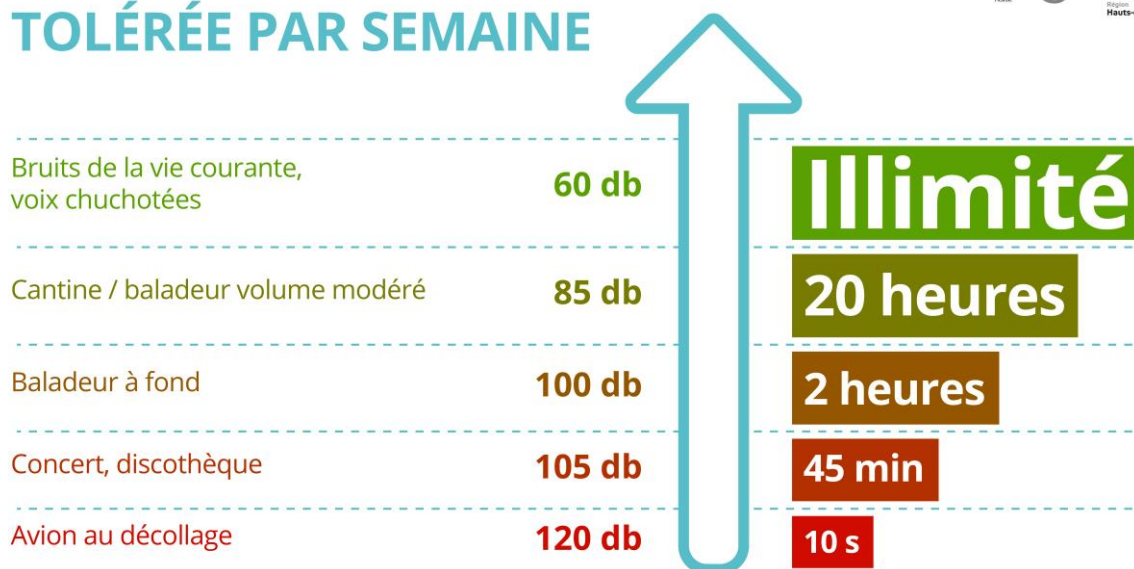 TOLÉRÉE PAR SEMAINE
Région
Hauts-
Bruits de la vie courante,
voix chuchotées
60 db
Illimité
Cantine / baladeur volume modéré
85 db
20 heures
Baladeur à fond
100 db
2 heures
Concert, discothèque
105 db
45 min
Avion au décollage
120 db
10 s